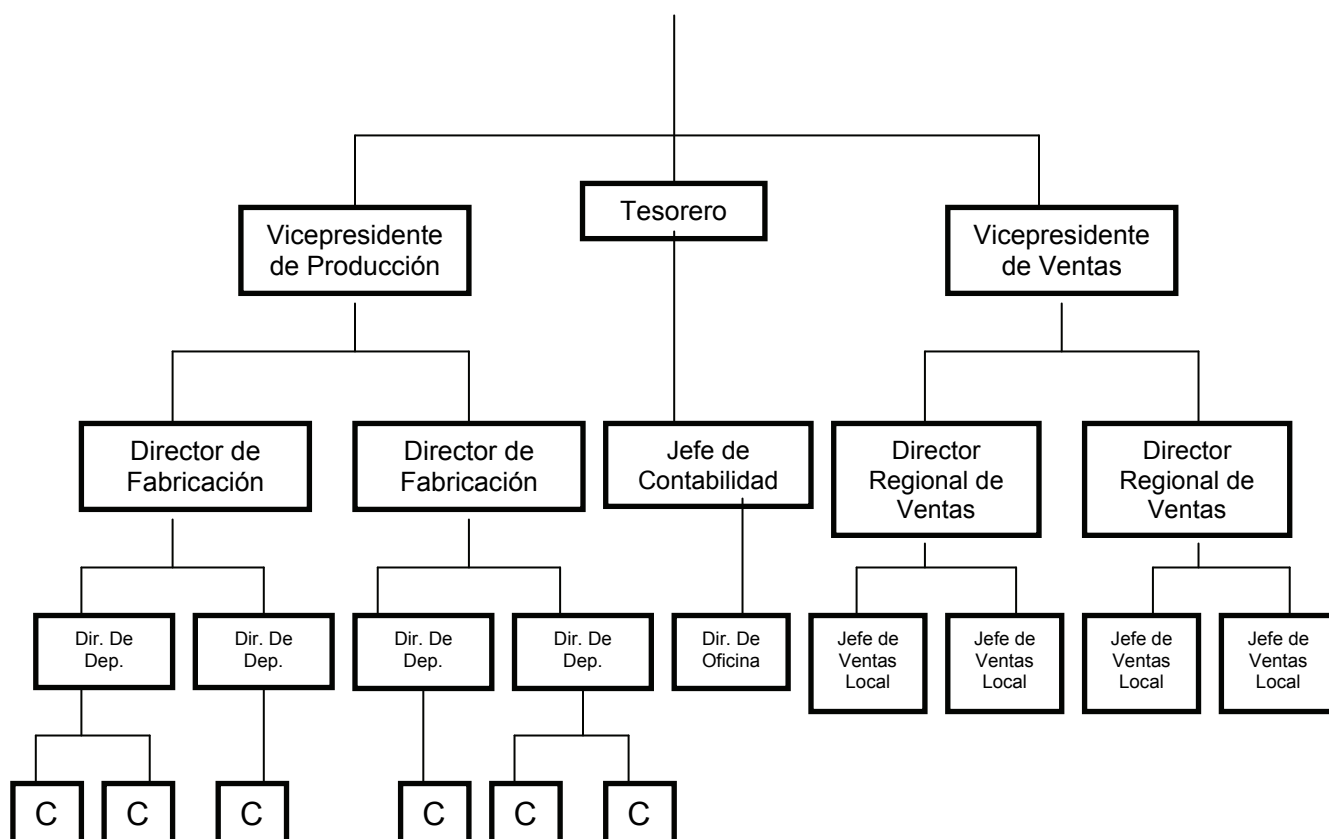 Tesorero
Vicepresidente
de Producción
Vicepresidente
de Ventas
Director de
Fabricación
Director de
Fabricación
Jefe de
Contabilidad
Director
Regional de
Ventas
Director
Regional de
Ventas
Dir. De
Dep.
Dir. De
Dep.
Dir. De
Dep.
Dir. De
Dep.
Dir. De
Oficina
Jefe de
Ventas
Local
Jefe de
Ventas
Local
Jefe de
Ventas
Local
Jefe de
Ventas
Local
C
C
C
C
C
C